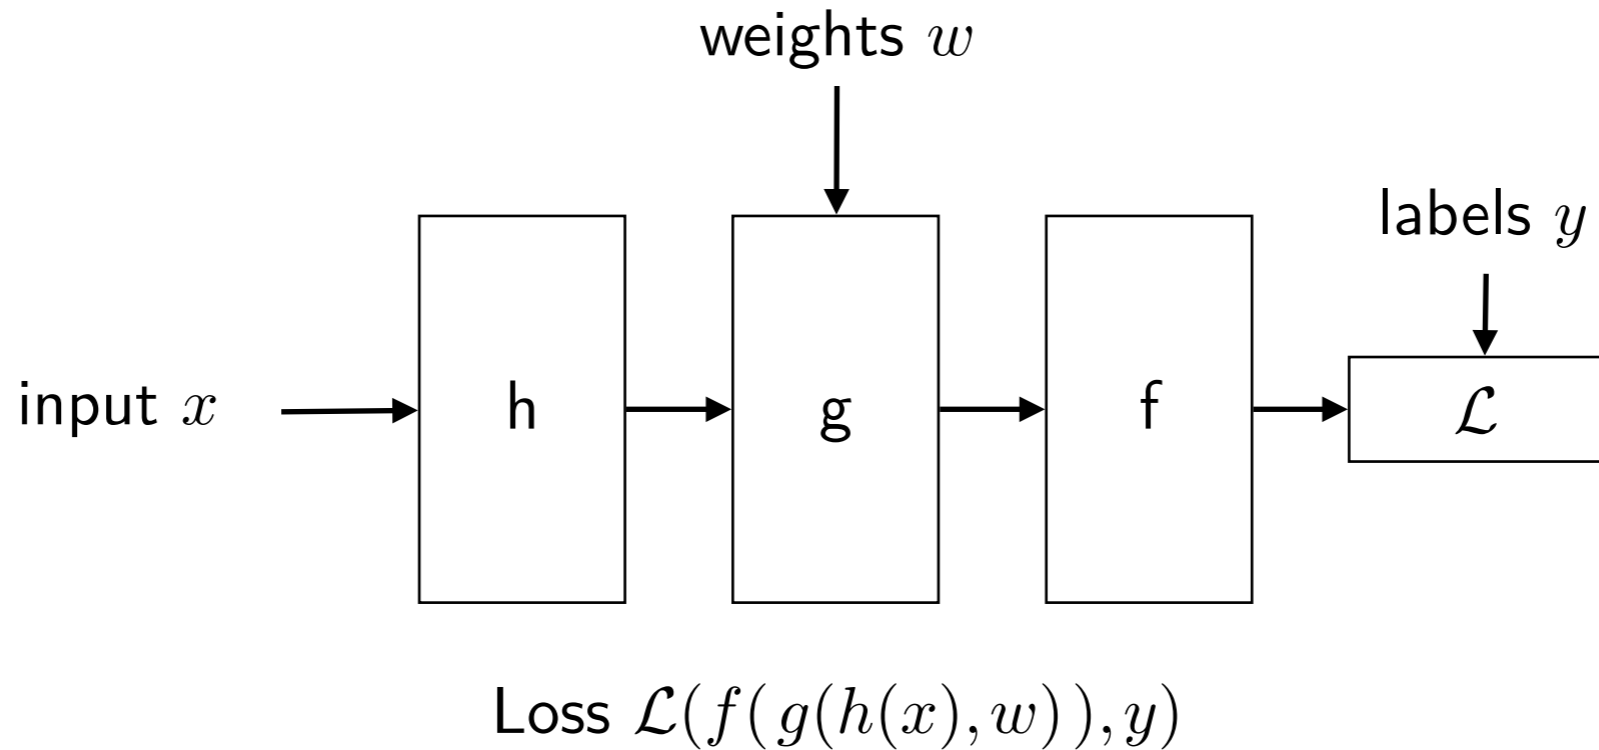 weights w
labels y
input x
h
g
f
ℒ
Loss ℒ(f(g(h(x),w)),y)